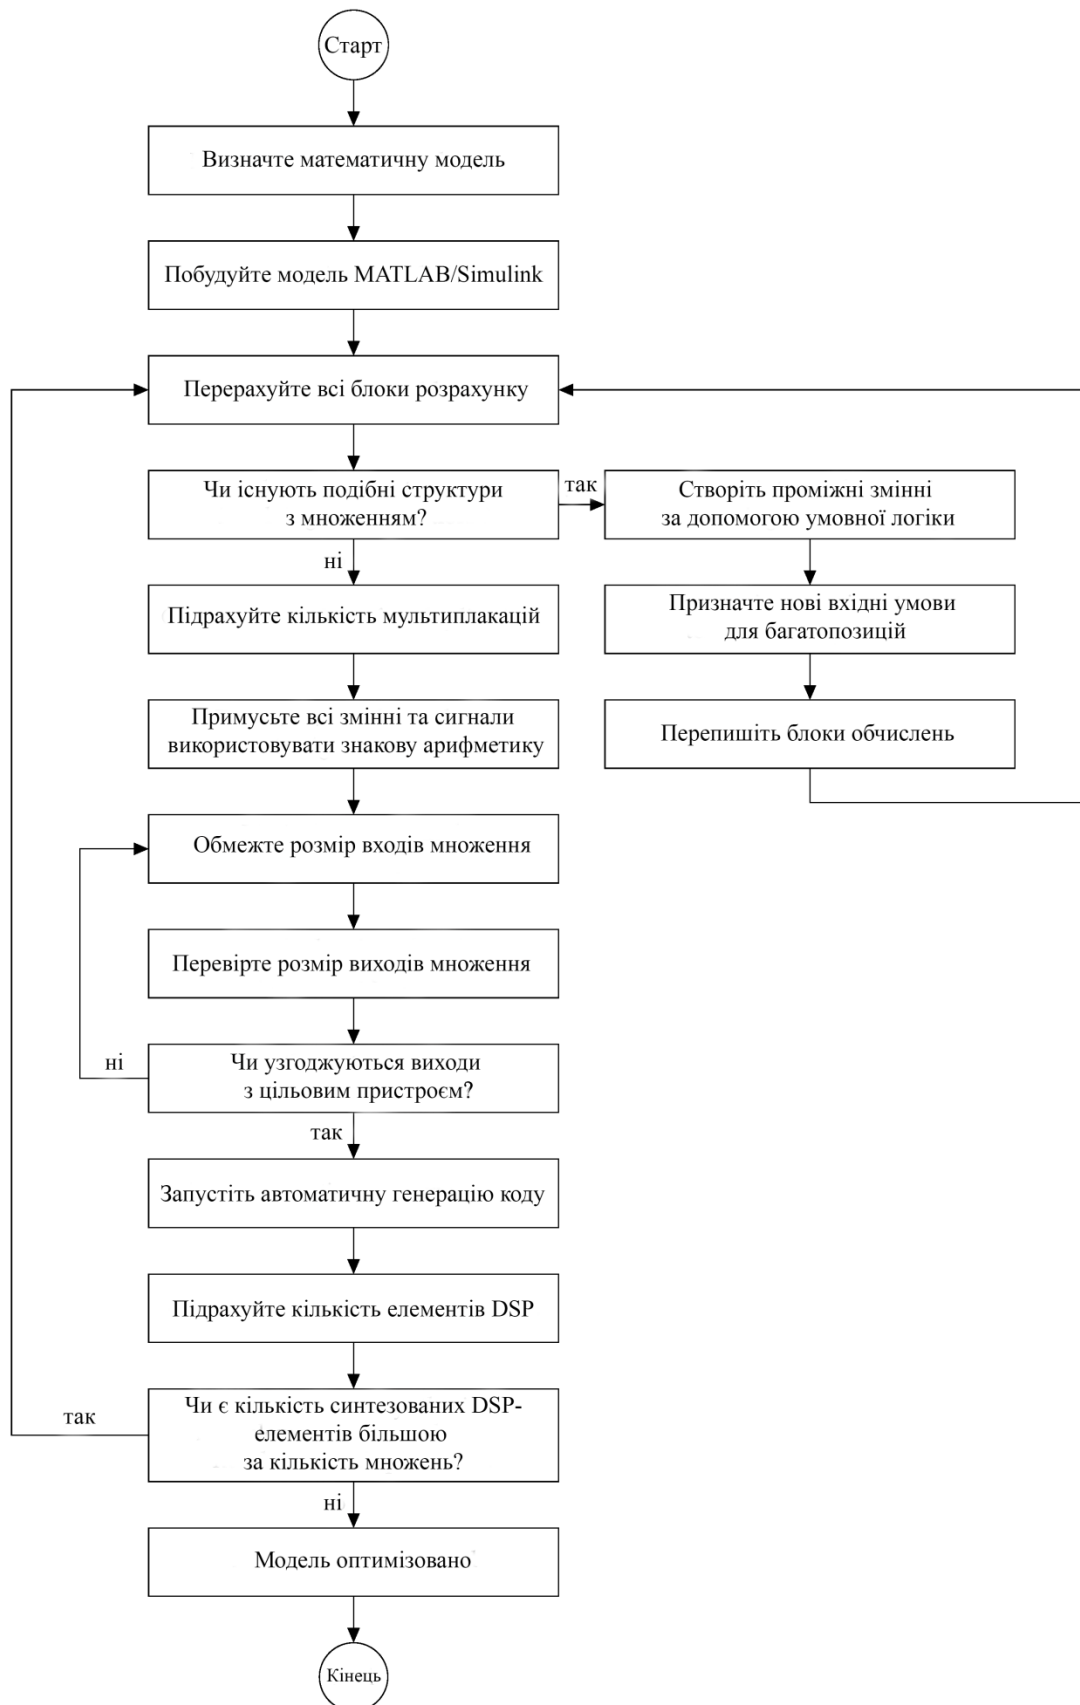 Старт
Визначте математичну модель
Побудуйте модель MATLAB/Simulink
Перерахуйте всі блоки розрахунку
Чи існують подібні структури
з множенням?
так
Створіть проміжні змінні
за допомогою умовної логіки
ні
Підрахуйте кількість мультиплакацій
Призначте нові вхідні умови
для багатопозицій
Примусьте всі змінні та сигнали
використовувати знакову арифметику
Перепишіть блоки обчислень
Обмежте розмір входів множення
Перевірте розмір виходів множення
ні
Чи узгоджуються виходи
з цільовим пристроєм?
так
Запустіть автоматичну генерацію коду
Підрахуйте кількість елементів DSP
так
Чи є кількість синтезованих DSP-
елементів більшою
за кількість множень?
ні
Модель оптимізовано
Кінець